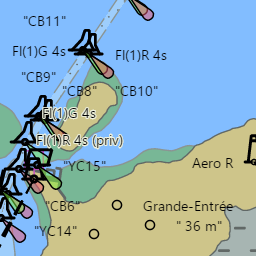 "CB11"
Fl(1)G 4s
Fl(1)R 4s
"CB9"
"CB8"
"CB10"
Fl(1)G 4s
Fl(1)R 4s (priv)
"YC15"
Aero R
"CB6"
Grande-Entrée
"YC14"
" 36 m"